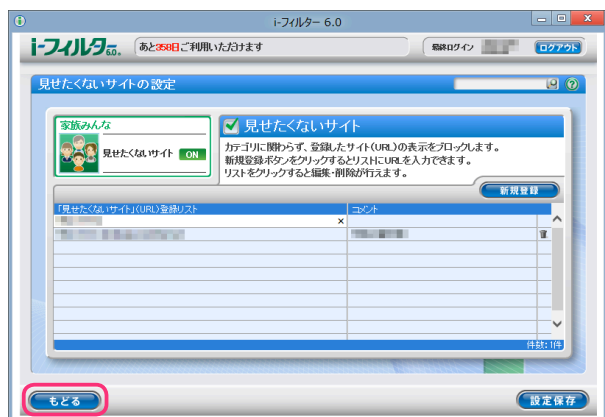 i-フィルター 6.0
i-フィルター6.0. あと358日ご利用いただけます 最終ログイン ログアウト
見せたくないサイトの設定
家族みんな
見せたくないサイト ON
見せたくないサイト
カテゴリに関わらず、登録したサイト(URL)の表示をブロックします。
新規登録ボタンをクリックするとリストにURLを入力できます。
リストをクリックすると編集・削除が行えます。
新規登録
「見せたくないサイト」(URL)登録リスト コメント
件数:1件
もどる 設定保存